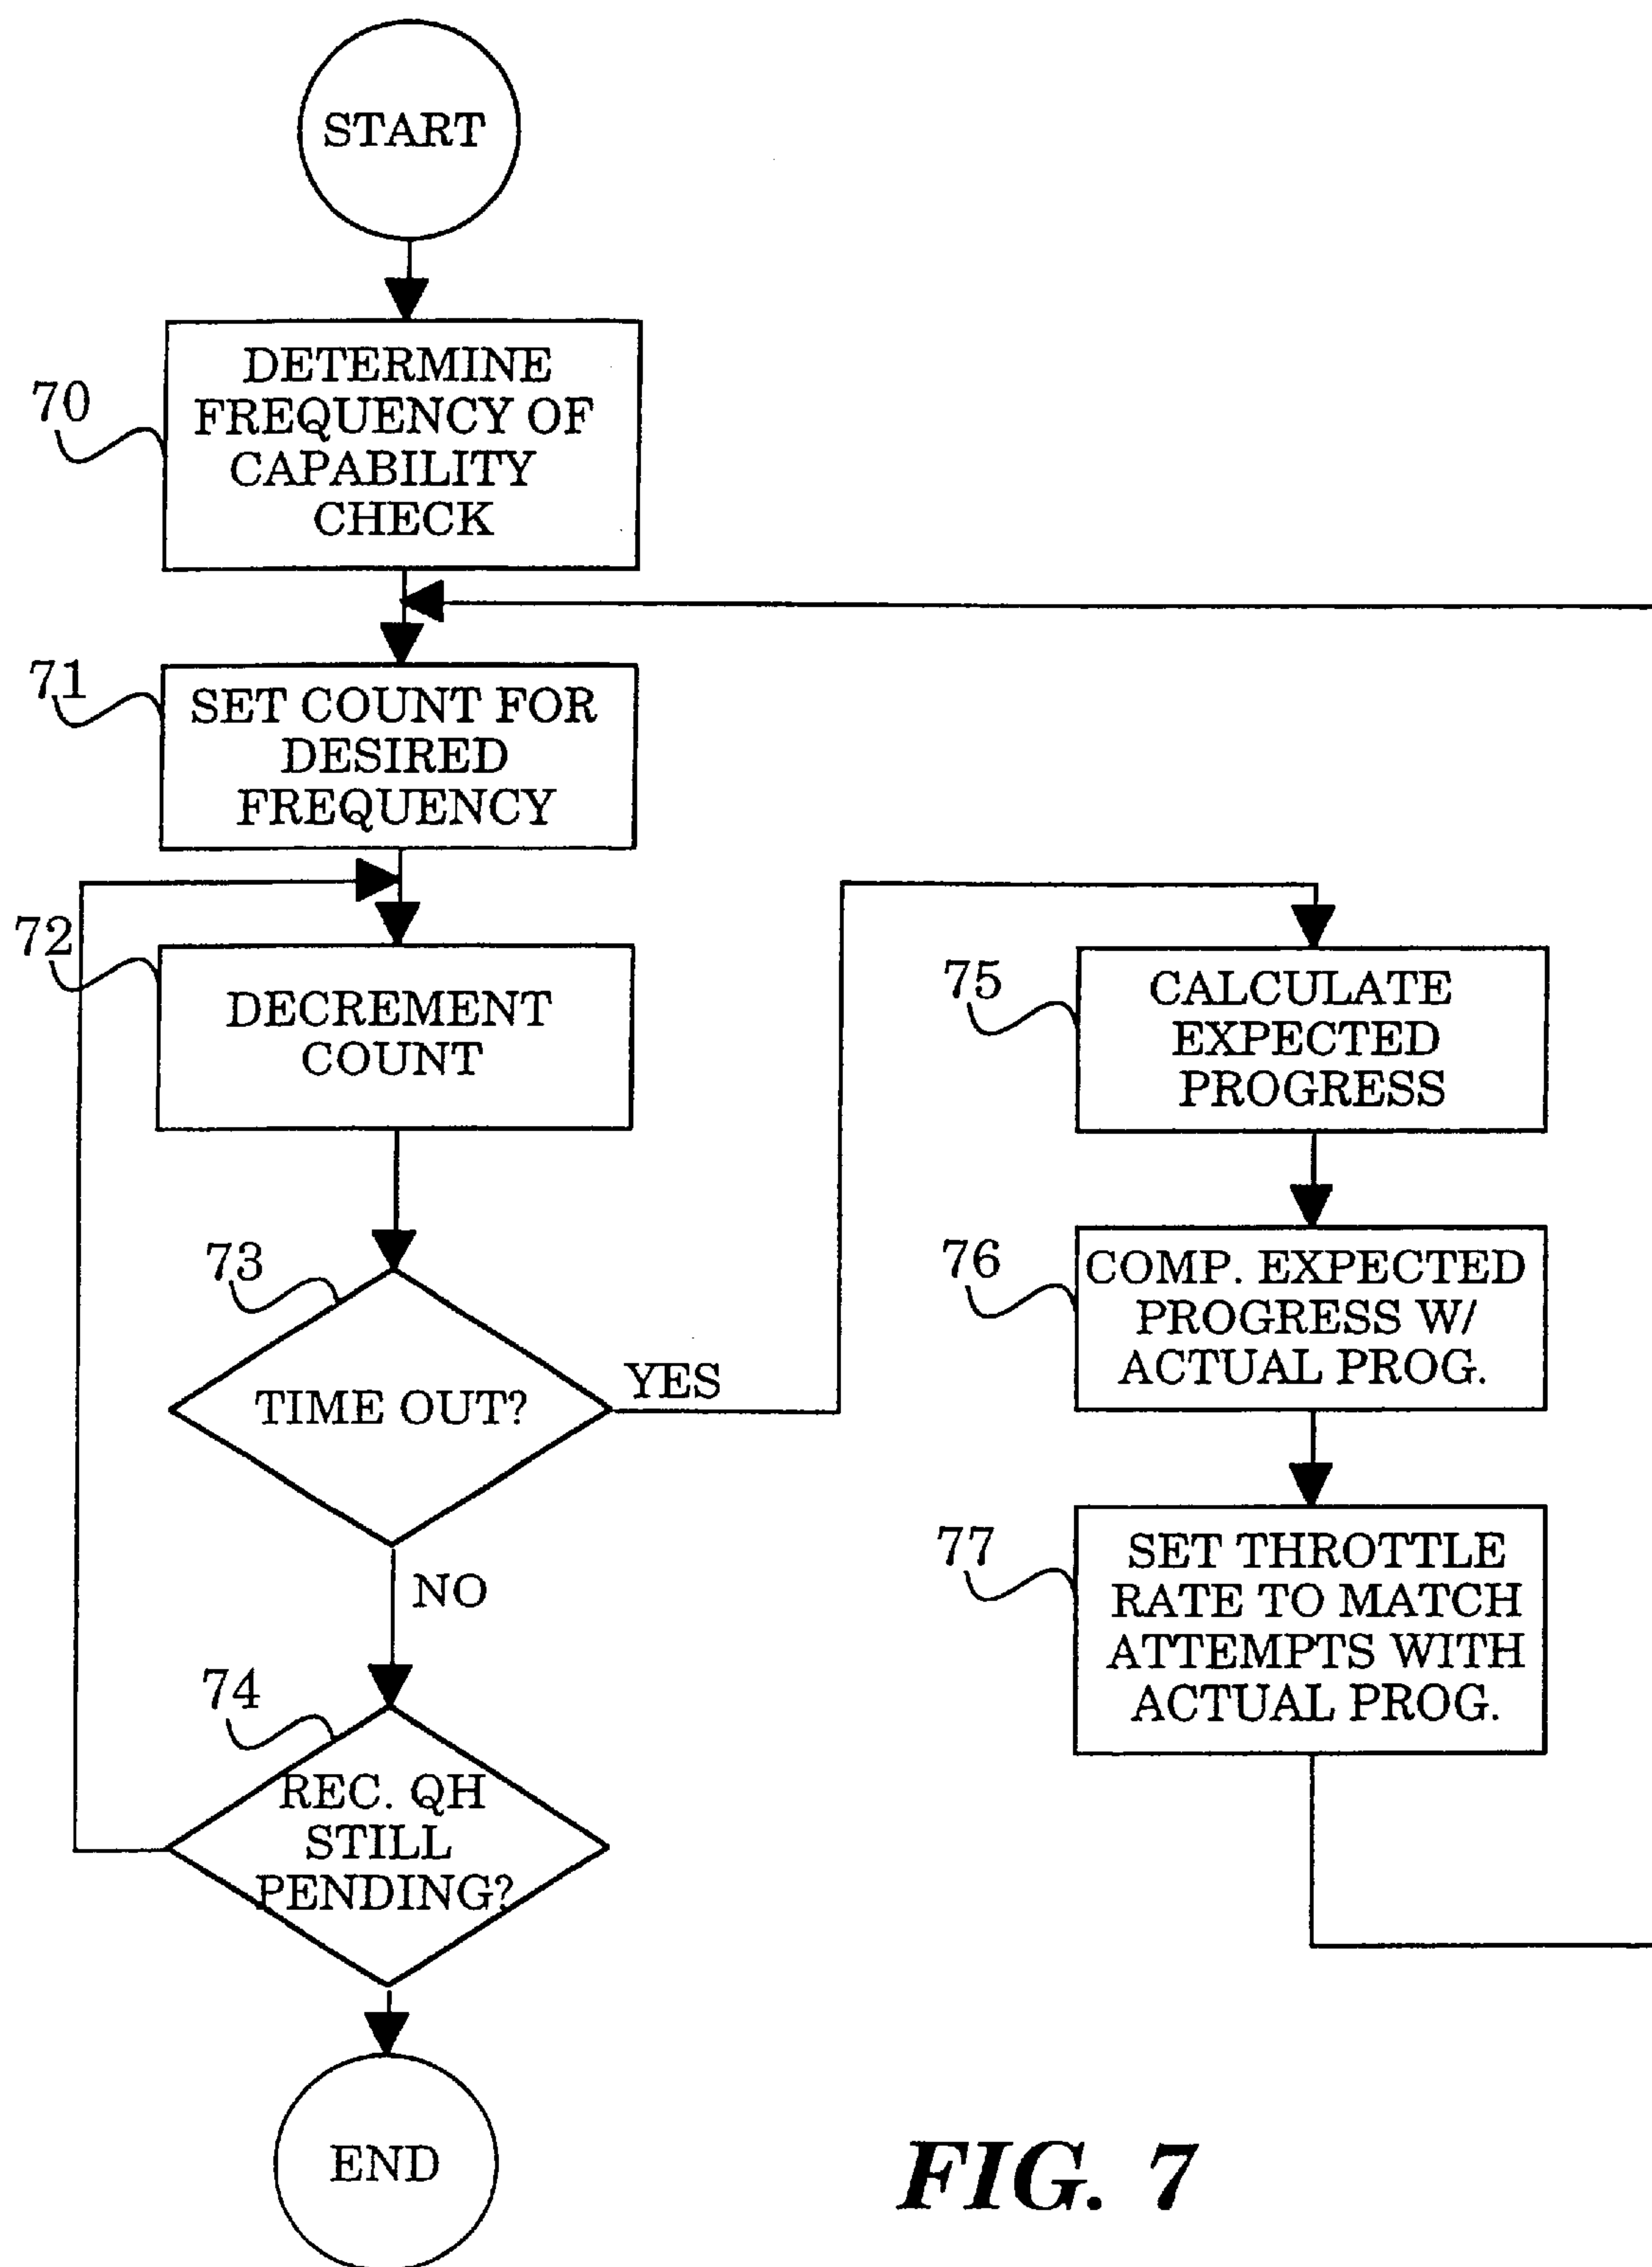 START
70
DETERMINE
FREQUENCY OF
CAPABILITY
CHECK
71
SET COUNT FOR
DESIRED
FREQUENCY
72
DECREMENT
COUNT
73
TIME OUT?
YES
NO
74
REC. QH
STILL
PENDING?
END
75
CALCULATE
EXPECTED
PROGRESS
76
COMP. EXPECTED
PROGRESS W/
ACTUAL PROG.
77
SET THROTTLE
RATE TO MATCH
ATTEMPTS WITH
ACTUAL PROG.
FIG. 7